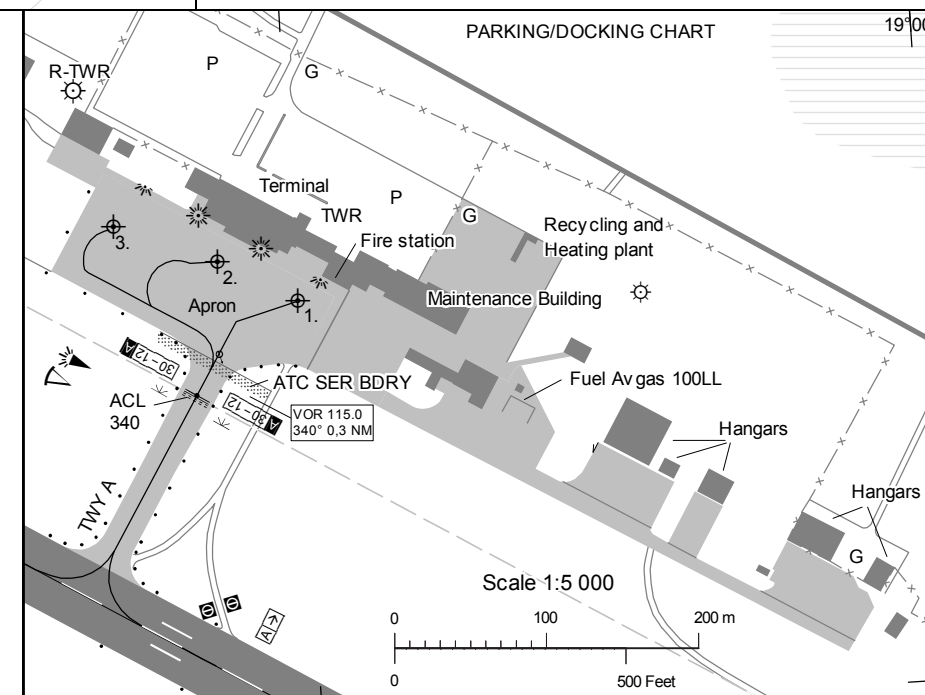 PARKING/DOCKING CHART
19°00
R-TWR
P
G
Terminal
P
TWR
G
Fire station
Recycling and
Heating plant
3.
2.
1.
Apron
Maintenance Building
A 30-12
ATC SER BDRY
ACL
340
30-12 A
VOR 115.0
340° 0,3 NM
Fuel Avgas 100LL
Hangars
Hangars
TWY A
G
Scale 1:5 000
A →
0
100
200 m
0
500 Feet